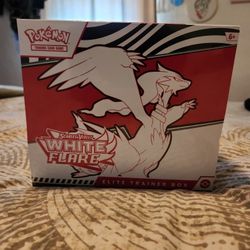 POKÉMON
TRADING CARD GAME
6+
Scarlet & Violet
WHITE
FLARE
ELITE TRAINER BOX